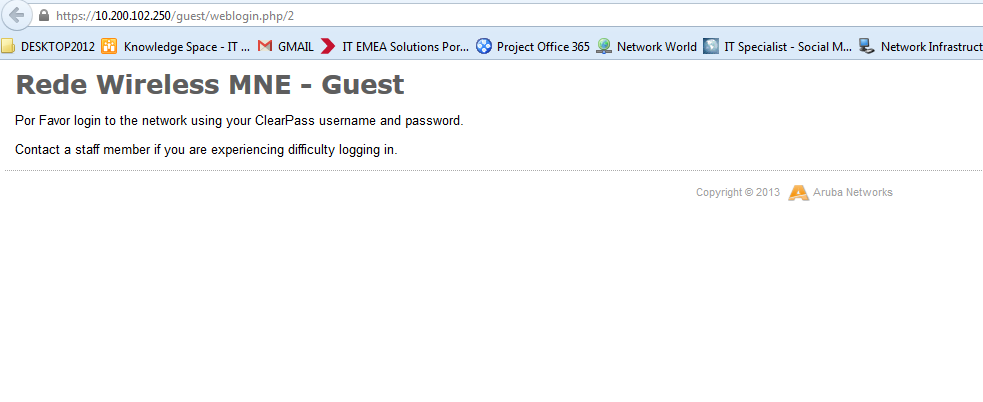 https://10.200.102.250/guest/weblogin.php/2
DESKTOP2012 Knowledge Space - IT ... GMAIL IT EMEA Solutions Por... Project Office 365 Network World IT Specialist - Social M... Network Infrastruct
Rede Wireless MNE - Guest
Por Favor login to the network using your ClearPass username and password.
Contact a staff member if you are experiencing difficulty logging in.
Copyright © 2013 Aruba Networks